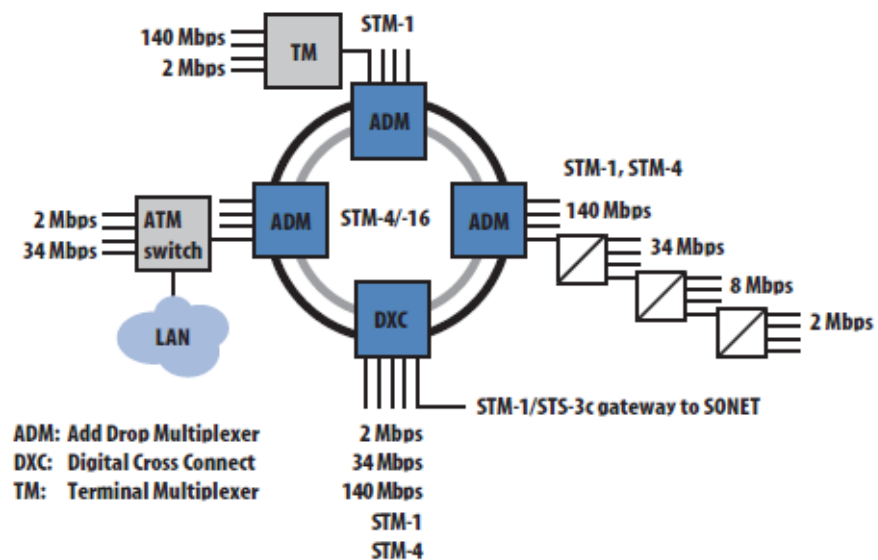 STM-1
140 Mbps
2 Mbps
TM
ADM
STM-1, STM-4
2 Mbps
34 Mbps
ATM
switch
ADM
STM-4/-16
ADM
140 Mbps
34 Mbps
8 Mbps
2 Mbps
LAN
DXC
STM-1/STS-3c gateway to SONET
ADM: Add Drop Multiplexer
DXC: Digital Cross Connect
TM: Terminal Multiplexer
2 Mbps
34 Mbps
140 Mbps
STM-1
STM-4